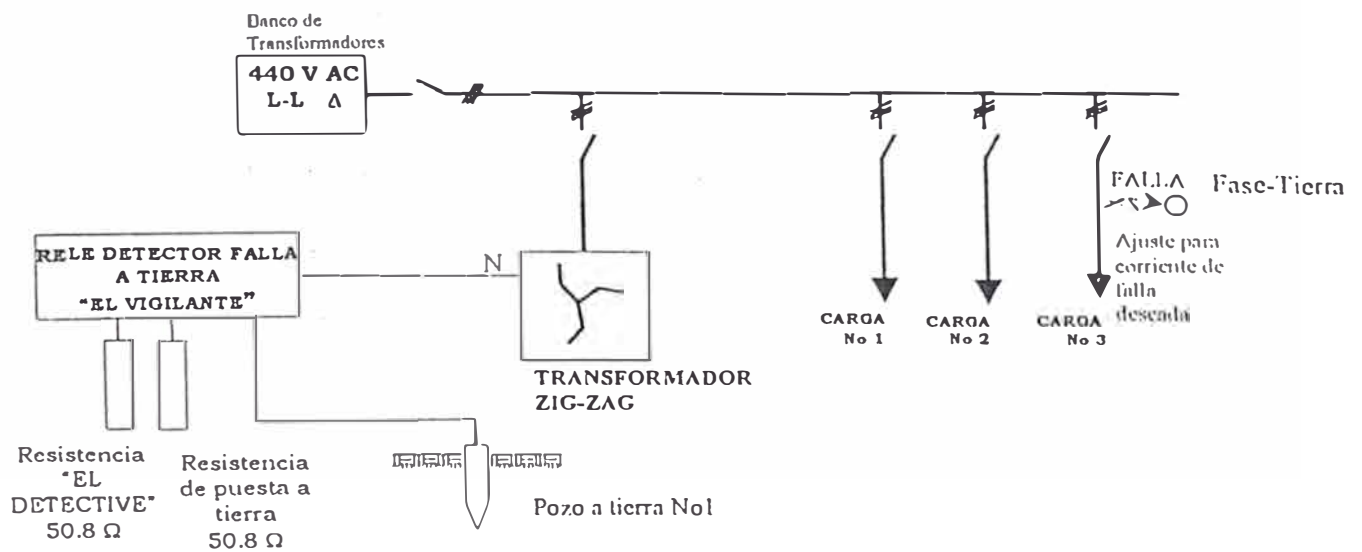 Banco de
Transformadores
440 V AC
L-L Δ
FALLA
Fase-Tierra
RELE DETECTOR FALLA
A TIERRA
"EL VIGILANTE"
N
Ajuste para
corriente de
falla
deseada
CARGA
No 1
CARGA
No 2
CARGA
No 3
TRANSFORMADOR
ZIG-ZAG
Resistencia
"EL
DETECTIVE"
50.8 Ω
Resistencia
de puesta a
tierra
50.8 Ω
Pozo a tierra No1